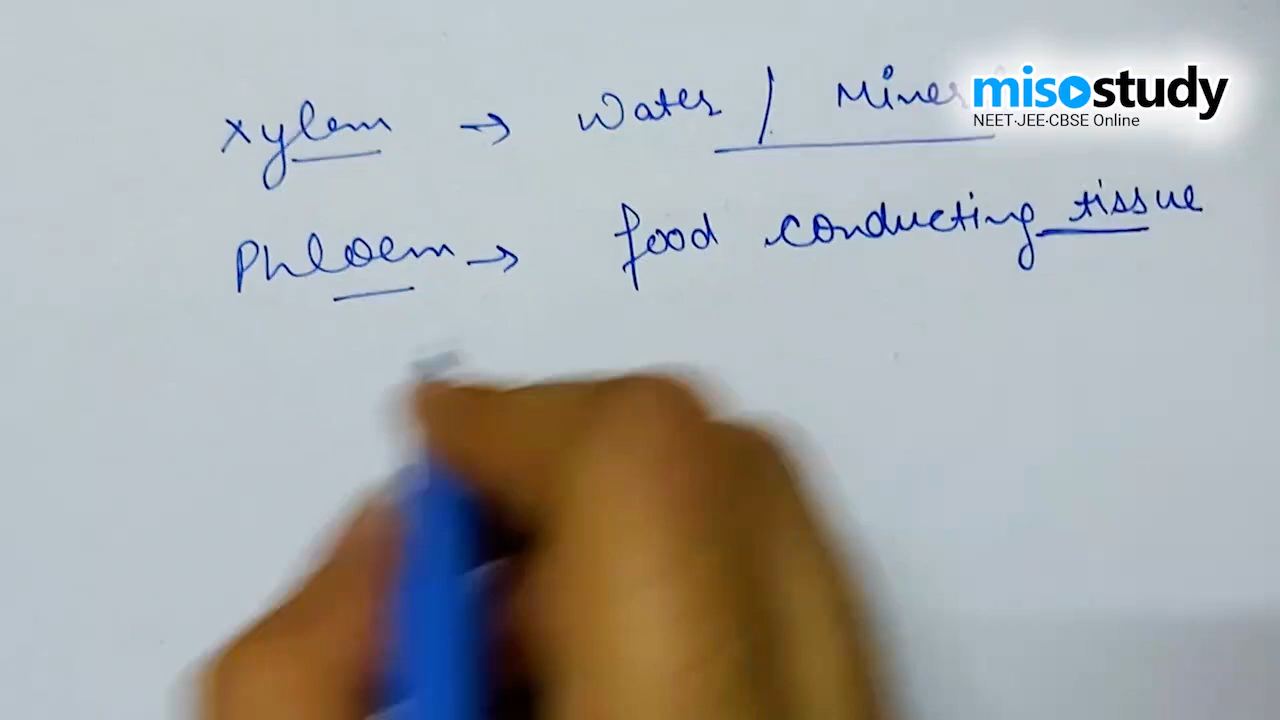 xylem → Water / Miner
misostudy
NEET·JEE·CBSE Online
Phloem → food conducting tissue